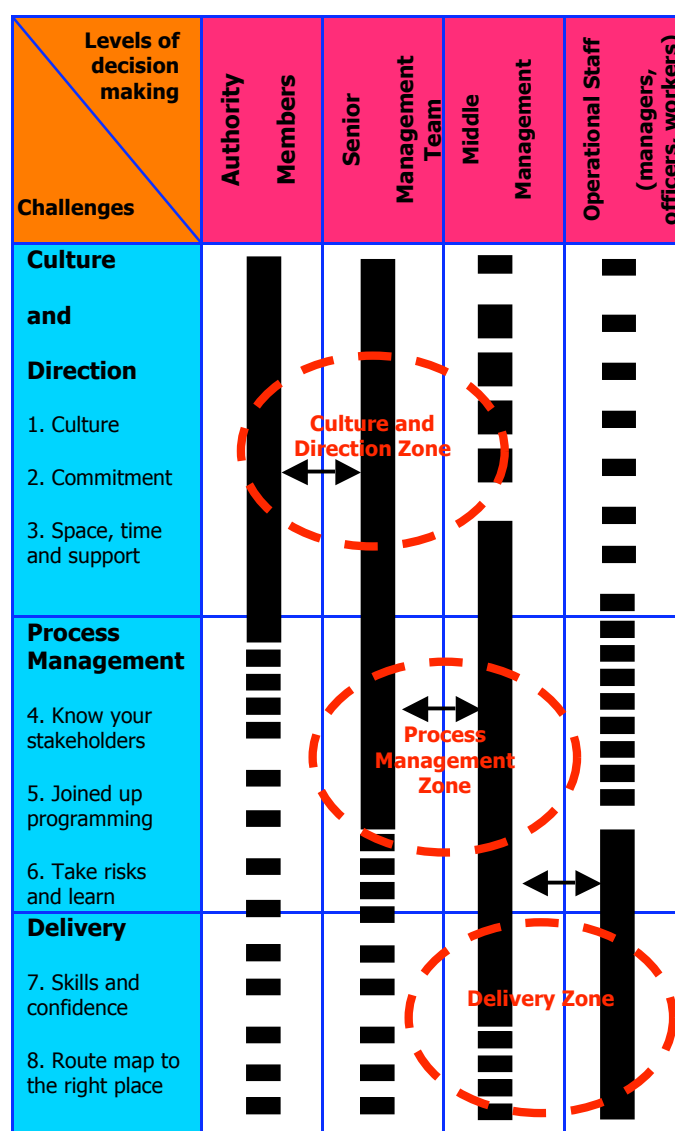 Levels of
decision
making
Challenges
Authority
Members
Senior
Management
Team
Middle
Management
Operational Staff
(managers,
officers, workers)
Culture
and
Direction
1. Culture
2. Commitment
3. Space, time
and support
Culture and
Direction Zone
Process
Management
4. Know your
stakeholders
5. Joined up
programming
6. Take risks
and learn
Process
Management
Zone
Delivery
7. Skills and
confidence
8. Route map to
the right place
Delivery Zone